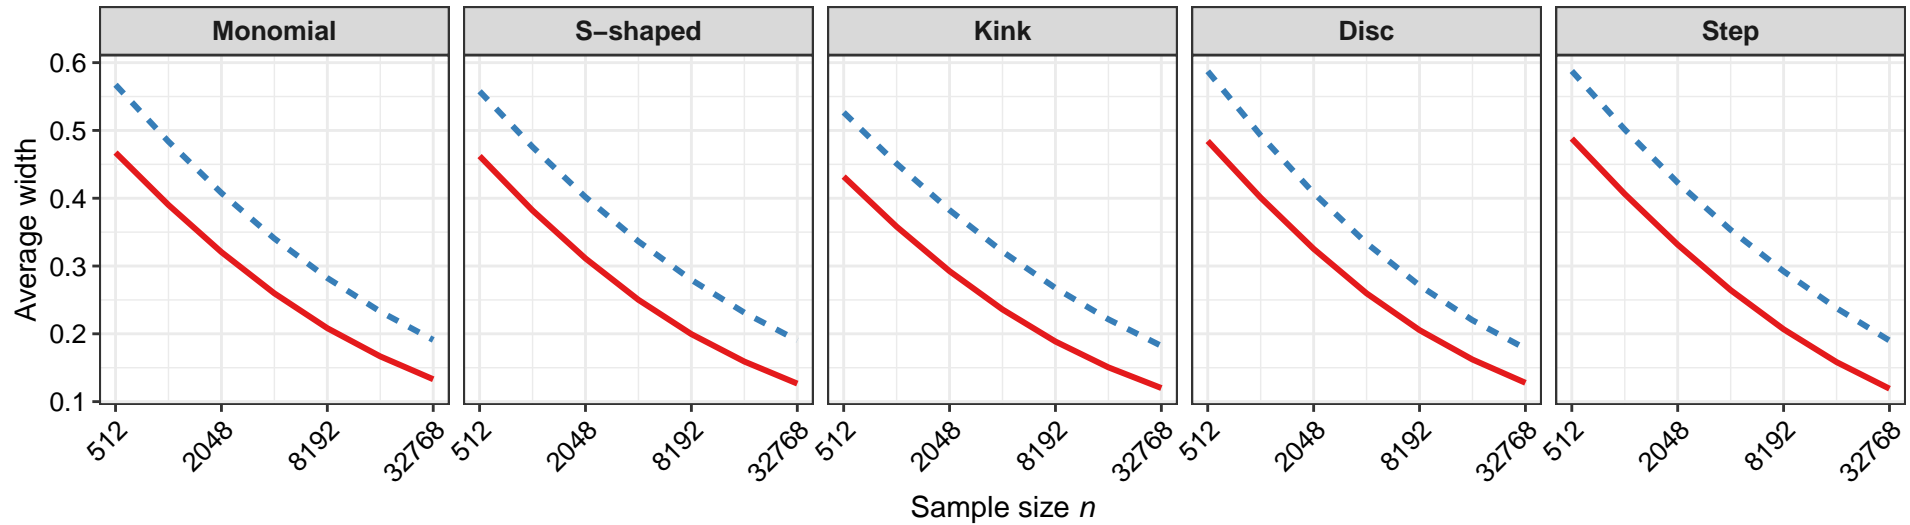 Monomial S−shaped Kink Disc Step
Average width
0.6
0.5
0.4
0.3
0.2
0.1
512 2048 8192 32768 512 2048 8192 32768 512 2048 8192 32768 512 2048 8192 32768 512 2048 8192 32768
Sample size n